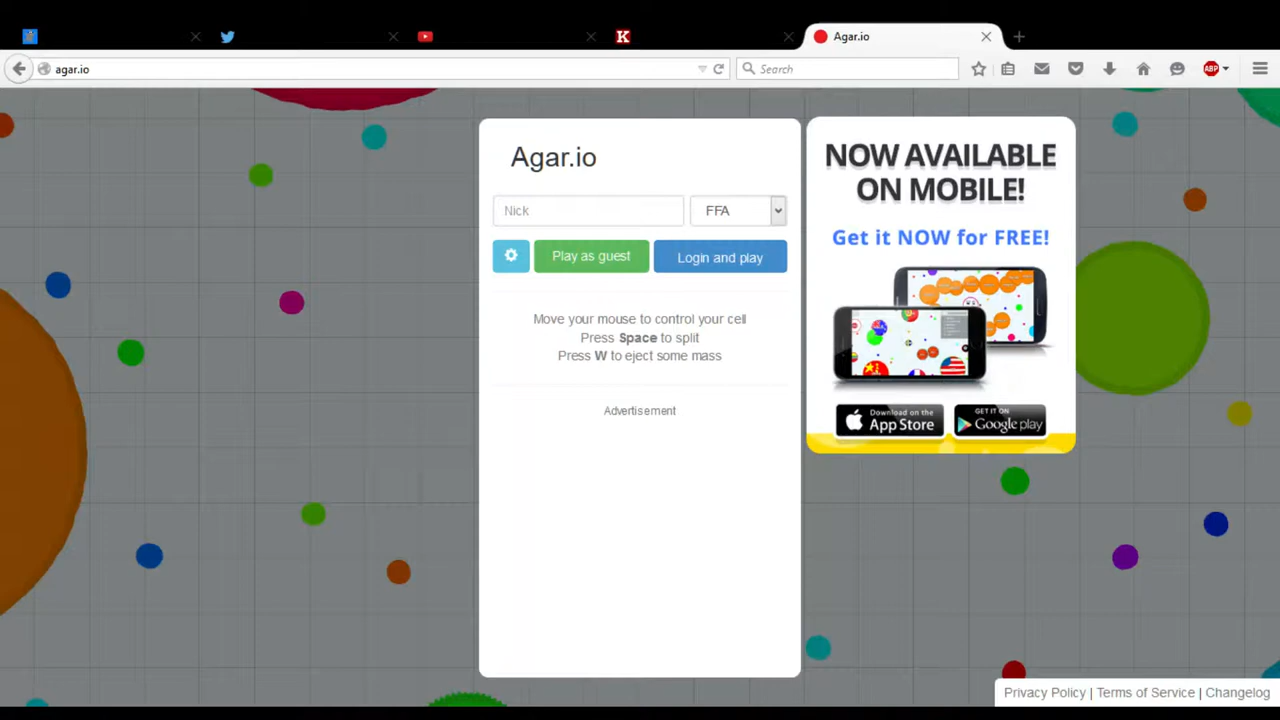 Agar.io
agar.io
Search
ABP
Agar.io
Nick
FFA
Play as guest
Login and play
Move your mouse to control your cell
Press Space to split
Press W to eject some mass
Advertisement
NOW AVAILABLE
ON MOBILE!
Get it NOW for FREE!
Download on the
App Store
GET IT ON
Google play
Privacy Policy | Terms of Service | Changelog